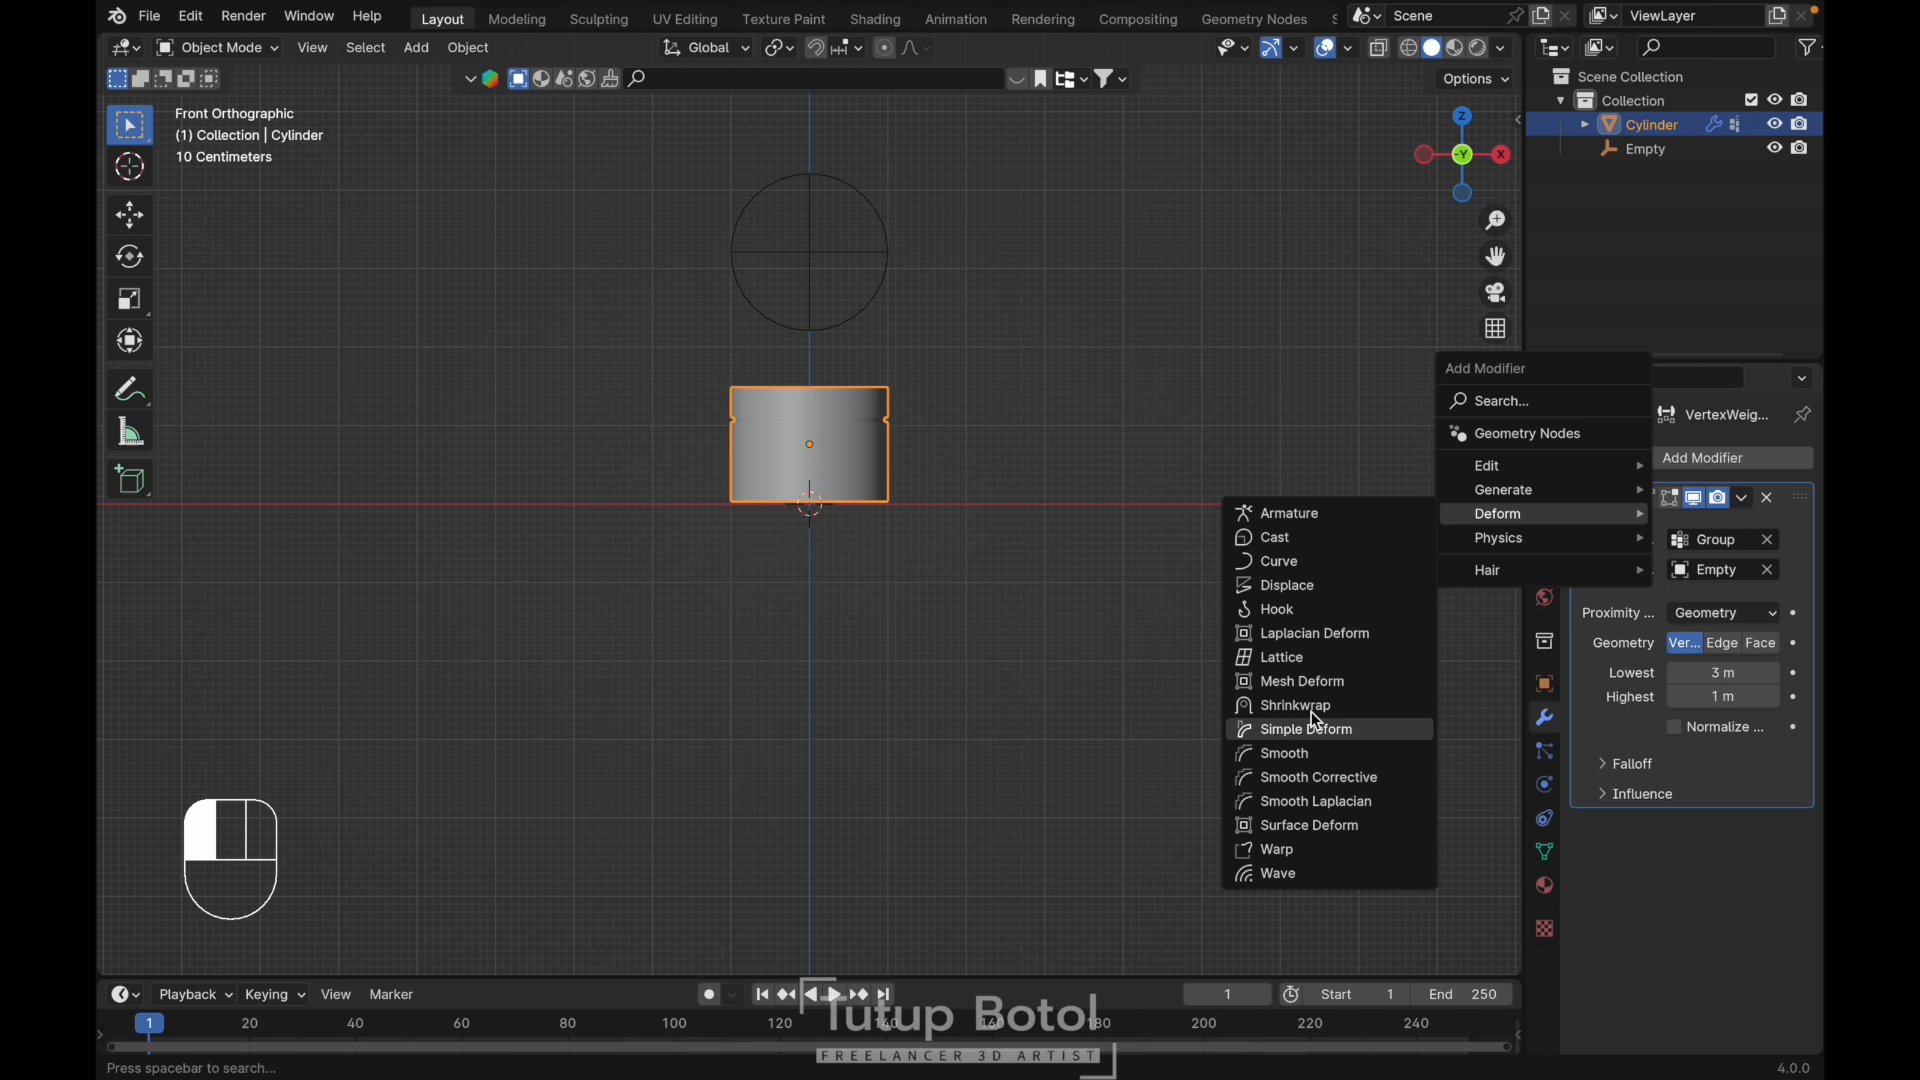 File Edit Render Window Help Layout Modeling Sculpting UV Editing Texture Paint Shading Animation Rendering Compositing Geometry Nodes Scene ViewLayer
Object Mode View Select Add Object Global
Options
Front Orthographic
(1) Collection | Cylinder
10 Centimeters
Z
-Y
X
Scene Collection
Collection
Cylinder
Empty
Add Modifier
Search...
Geometry Nodes
Edit
Generate
Deform
Physics
Hair
Armature
Cast
Curve
Displace
Hook
Laplacian Deform
Lattice
Mesh Deform
Shrinkwrap
Simple Deform
Smooth
Smooth Corrective
Smooth Laplacian
Surface Deform
Warp
Wave
VertexWeig...
Add Modifier
Group
Empty
Proximity ... Geometry
Geometry Ver... Edge Face
Lowest 3 m
Highest 1 m
Normalize ...
Falloff
Influence
Playback Keying View Marker 1 Start 1 End 250
1 20 40 60 80 100 120 140 160 180 200 220 240
Tutup Botol
FREELANCER 3D ARTIST
Press spacebar to search...
4.0.0